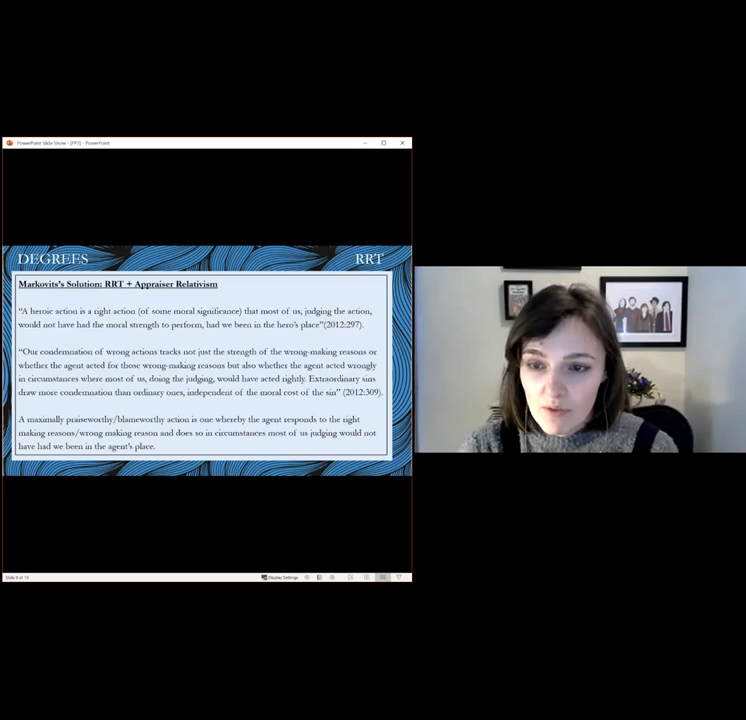 PowerPoint Slide Show - [PP2] - PowerPoint
DEGREES
RRT
Markovits's Solution: RRT + Appraiser Relativism
“A heroic action is a right action (of some moral significance) that most of us, judging the action,
would not have had the moral strength to perform, had we been in the hero's place”(2012:297).
“Our condemnation of wrong actions tracks not just the strength of the wrong-making reasons or
whether the agent acted for those wrong-making reasons but also whether the agent acted wrongly
in circumstances where most of us, doing the judging, would have acted rightly. Extraordinary sins
draw more condemnation than ordinary ones, independent of the moral cost of the sin” (2012:309).
A maximally praiseworthy/blameworthy action is one whereby the agent responds to the right
making reasons/wrong making reason and does so in circumstances most of us judging would not
have had we been in the agent's place.
Slide 9 of
Display Settings